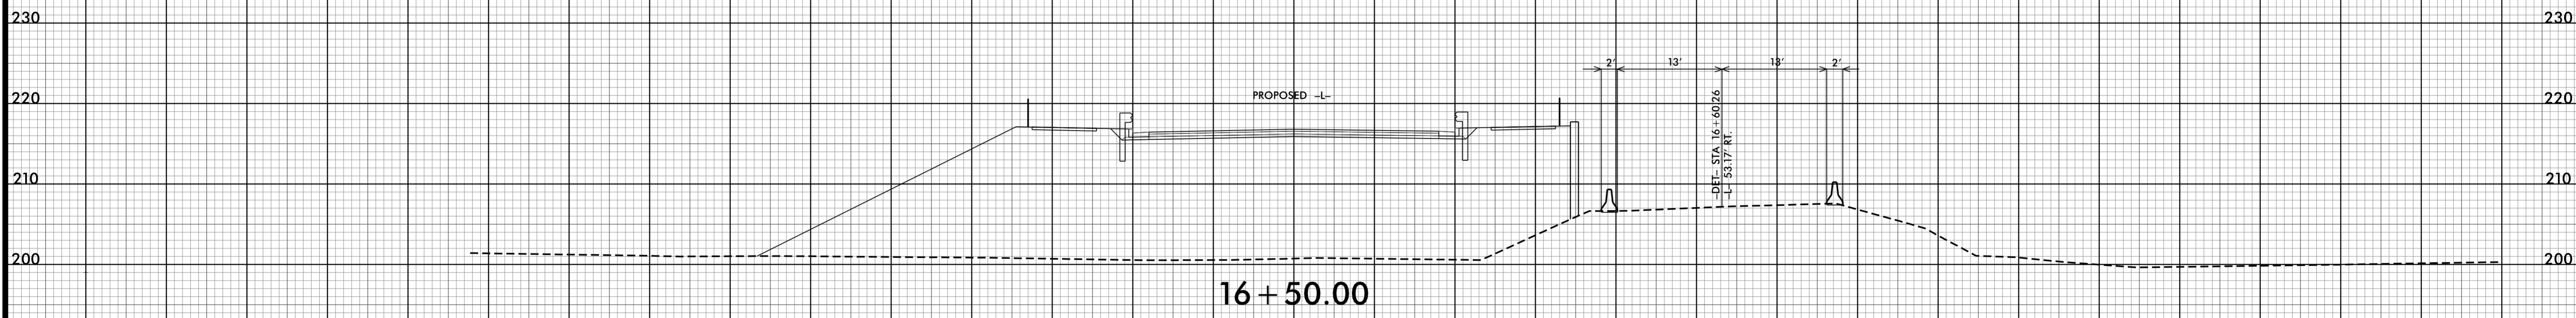 230 230
2' 13' 13' 2'
220 PROPOSED -L- 220
-DET- STA 16+60.26
-L- 53.17' RT.
210 210
200 200
16+50.00